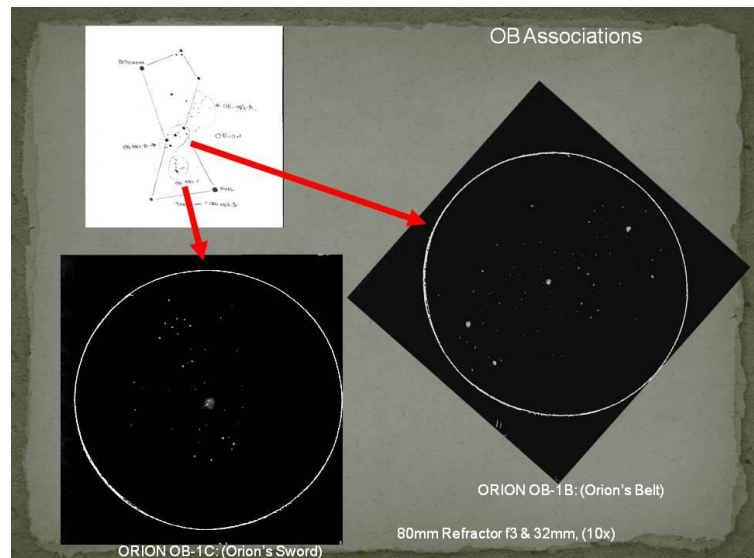 OB Associations
ORION
ORION OB-1B: (Orion's Belt)
80mm Refractor f3 & 32mm, (10x)
ORION OB-1C: (Orion's Sword)